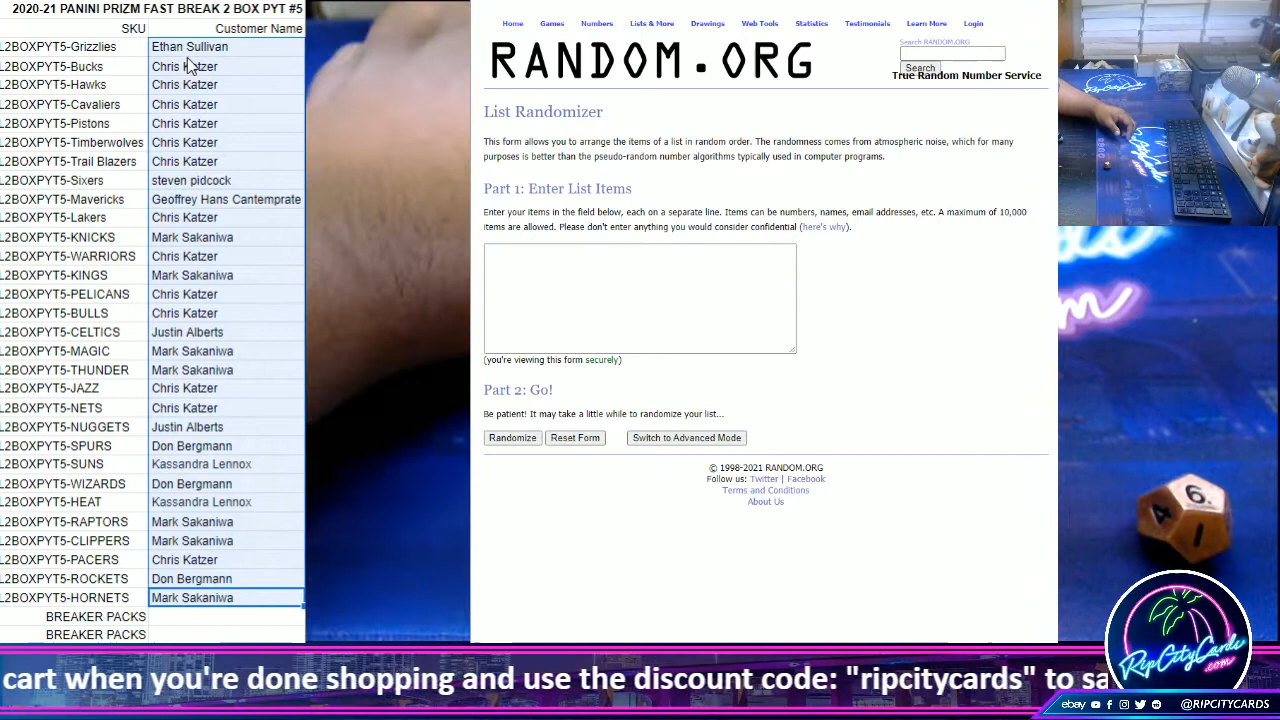 2020-21 PANINI PRIZM FAST BREAK 2 BOX PYT #5
SKU Customer Name
L2BOXPYT5-Grizzlies Ethan Sullivan
L2BOXPYT5-Bucks Chris Katzer
L2BOXPYT5-Hawks Chris Katzer
L2BOXPYT5-Cavaliers Chris Katzer
L2BOXPYT5-Pistons Chris Katzer
L2BOXPYT5-Timberwolves Chris Katzer
L2BOXPYT5-Trail Blazers Chris Katzer
L2BOXPYT5-Sixers steven pidcock
L2BOXPYT5-Mavericks Geoffrey Hans Cantemprate
L2BOXPYT5-Lakers Chris Katzer
L2BOXPYT5-KNICKS Mark Sakaniwa
L2BOXPYT5-WARRIORS Chris Katzer
L2BOXPYT5-KINGS Mark Sakaniwa
L2BOXPYT5-PELICANS Chris Katzer
L2BOXPYT5-BULLS Chris Katzer
L2BOXPYT5-CELTICS Justin Alberts
L2BOXPYT5-MAGIC Mark Sakaniwa
L2BOXPYT5-THUNDER Mark Sakaniwa
L2BOXPYT5-JAZZ Chris Katzer
L2BOXPYT5-NETS Chris Katzer
L2BOXPYT5-NUGGETS Justin Alberts
L2BOXPYT5-SPURS Don Bergmann
L2BOXPYT5-SUNS Kassandra Lennox
L2BOXPYT5-WIZARDS Don Bergmann
L2BOXPYT5-HEAT Kassandra Lennox
L2BOXPYT5-RAPTORS Mark Sakaniwa
L2BOXPYT5-CLIPPERS Mark Sakaniwa
L2BOXPYT5-PACERS Chris Katzer
L2BOXPYT5-ROCKETS Don Bergmann
L2BOXPYT5-HORNETS Mark Sakaniwa
BREAKER PACKS
BREAKER PACKS
Home Games Numbers Lists & More Drawings Web Tools Statistics Testimonials Learn More Login
RANDOM.ORG
Search RANDOM.ORG
Search
True Random Number Service
List Randomizer
This form allows you to arrange the items of a list in random order. The randomness comes from atmospheric noise, which for many
purposes is better than the pseudo-random number algorithms typically used in computer programs.
Part 1: Enter List Items
Enter your items in the field below, each on a separate line. Items can be numbers, names, email addresses, etc. A maximum of 10,000
items are allowed. Please don't enter anything you would consider confidential (here's why).
(you're viewing this form securely)
Part 2: Go!
Be patient! It may take a little while to randomize your list...
Randomize Reset Form Switch to Advanced Mode
© 1998-2021 RANDOM.ORG
Follow us: Twitter | Facebook
Terms and Conditions
About Us
6.
4
1
RipCityCards
.com
cart when you're done shopping and use the discount code: "ripcitycards" to sa
ebay @RIPCITYCARDS